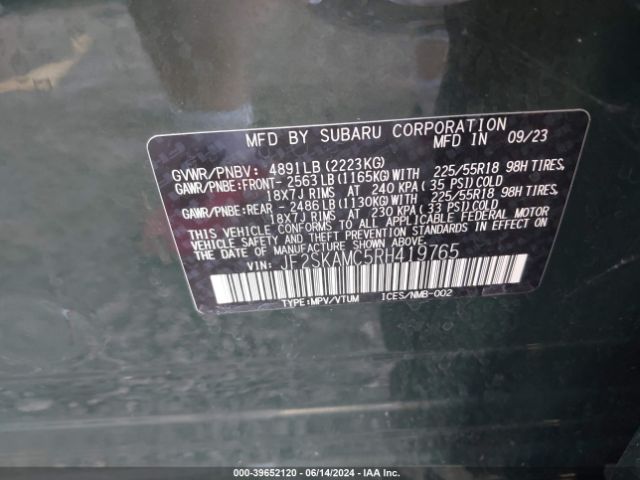 MFD BY SUBARU CORPORATION
MFD IN 09/23
GVWR/PNBV: 4891LB(2223KG)
GAWR/PNBE:FRONT- 2563LB(1165KG)WITH 225/55R18 98H TIRES,
18X7J RIMS AT 240 KPA(35 PSI)COLD
GAWR/PNBE:REAR - 2486LB(1130KG)WITH 225/55R18 98H TIRES,
18X7J RIMS AT 230 KPA(33 PSI)COLD
THIS VEHICLE CONFORMS TO ALL APPLICABLE FEDERAL MOTOR
VEHICLE SAFETY AND THEFT PREVENTION STANDARDS IN EFFECT ON
THE DATE OF MANUFACTURE SHOWN ABOVE.
VIN: JF2SKAMC5RH419765
TYPE:MPV/VTUM ICES/NMB-002
000-39652120 - 06/14/2024 - IAA Inc.